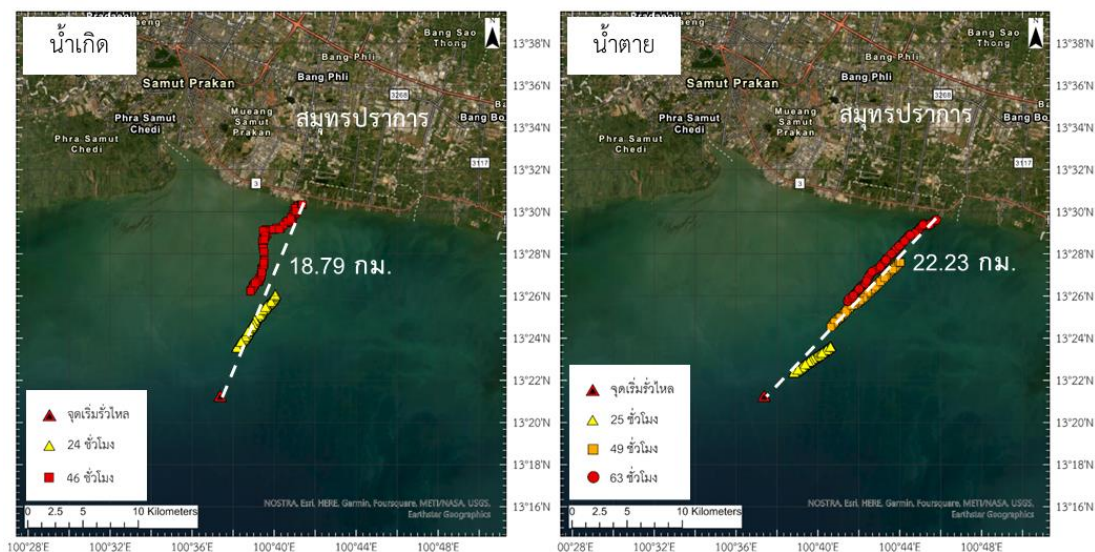 น้ำเกิด
N
Bang Sao
Thong
Bang Phli
Bang Phli
Samut Prakan
3268
Mueang
Samut
Prakan
สมุทรปราการ
Phra Samut
Chedi
Phra Samut
Chedi
Bang Bo
3117
3
18.79 กม.
จุดเริ่มรั่วไหล
24 ชั่วโมง
46 ชั่วโมง
NOSTRA, Esri, HERE, Garmin, Foursquare, METI/NASA, USGS,
Earthstar Geographics
0 2.5 5 10 Kilometers
100°28'E 100°32'E 100°36'E 100°40'E 100°44'E 100°48'E
13°38'N
13°36'N
13°34'N
13°32'N
13°30'N
13°28'N
13°26'N
13°24'N
13°22'N
13°20'N
13°18'N
13°16'N
น้ำตาย
N
Bang Sao
Thong
Bang Phli
Bang Phli
Samut Prakan
3268
Mueang
Samut
Prakan
สมุทรปราการ
Phra Samut
Chedi
Phra Samut
Chedi
Bang Bo
3117
3
22.23 กม.
จุดเริ่มรั่วไหล
25 ชั่วโมง
49 ชั่วโมง
63 ชั่วโมง
NOSTRA, Esri, HERE, Garmin, Foursquare, METI/NASA, USGS,
Earthstar Geographics
0 2.5 5 10 Kilometers
00°28'E 100°32'E 100°36'E 100°40'E 100°44'E 100°48'E
13°38'N
13°36'N
13°34'N
13°32'N
13°30'N
13°28'N
13°26'N
13°24'N
13°22'N
13°20'N
13°18'N
13°16'N